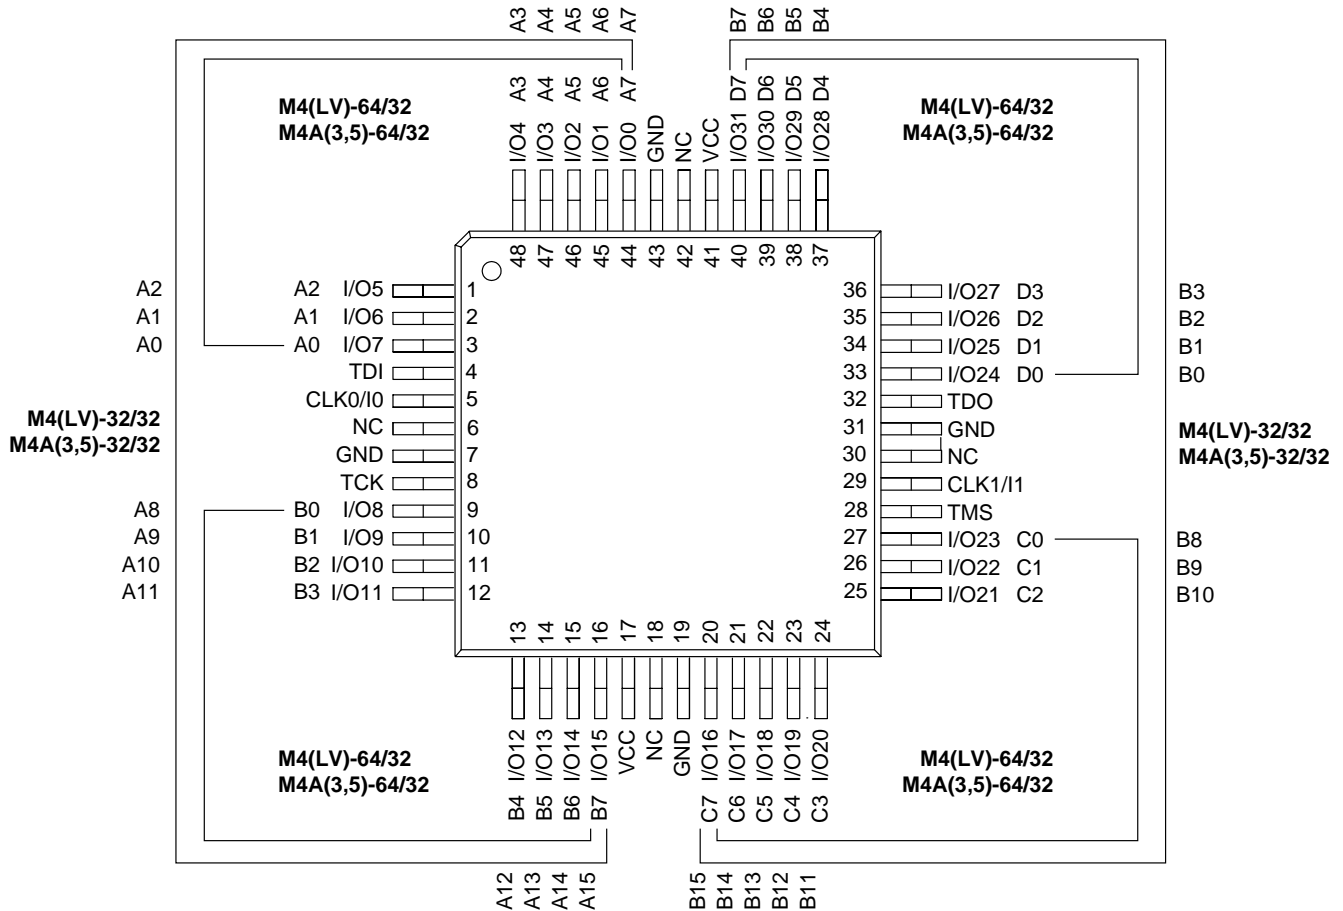 A3 A4 A5 A6 A7
B7 B6 B5 B4
M4(LV)-64/32
M4A(3,5)-64/32
A3 A4 A5 A6 A7
D7 D6 D5 D4
M4(LV)-64/32
M4A(3,5)-64/32
I/O4 I/O3 I/O2 I/O1 I/O0 GND NC VCC I/O31 I/O30 I/O29 I/O28
48 47 46 45 44 43 42 41 40 39 38 37
A2 A2 I/O5 1
A1 A1 I/O6 2
A0 A0 I/O7 3
TDI 4
CLK0/I0 5
NC 6
GND 7
TCK 8
A8 B0 I/O8 9
A9 B1 I/O9 10
A10 B2 I/O10 11
A11 B3 I/O11 12
M4(LV)-32/32
M4A(3,5)-32/32
36 I/O27 D3 B3
35 I/O26 D2 B2
34 I/O25 D1 B1
33 I/O24 D0 B0
32 TDO
31 GND
30 NC
29 CLK1/I1
28 TMS
27 I/O23 C0 B8
26 I/O22 C1 B9
25 I/O21 C2 B10
M4(LV)-32/32
M4A(3,5)-32/32
13 14 15 16 17 18 19 20 21 22 23 24
I/O12 I/O13 I/O14 I/O15 VCC NC GND I/O16 I/O17 I/O18 I/O19 I/O20
M4(LV)-64/32
M4A(3,5)-64/32
M4(LV)-64/32
M4A(3,5)-64/32
B4 B5 B6 B7
C7 C6 C5 C4 C3
A12 A13 A14 A15
B15 B14 B13 B12 B11